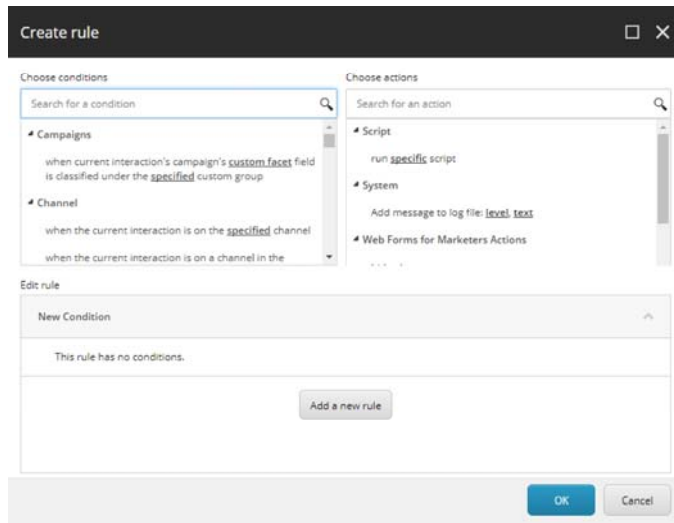 Create rule
Choose conditions
Choose actions
Search for a condition
Search for an action
Campaigns
when current interaction's campaign's custom facet field
is classified under the specified custom group
Channel
when the current interaction is on the specified channel
when the current interaction is on a channel in the
Script
run specific script
System
Add message to log file: level, text
Web Forms for Marketers Actions
Edit rule
New Condition
This rule has no conditions.
Add a new rule
OK
Cancel